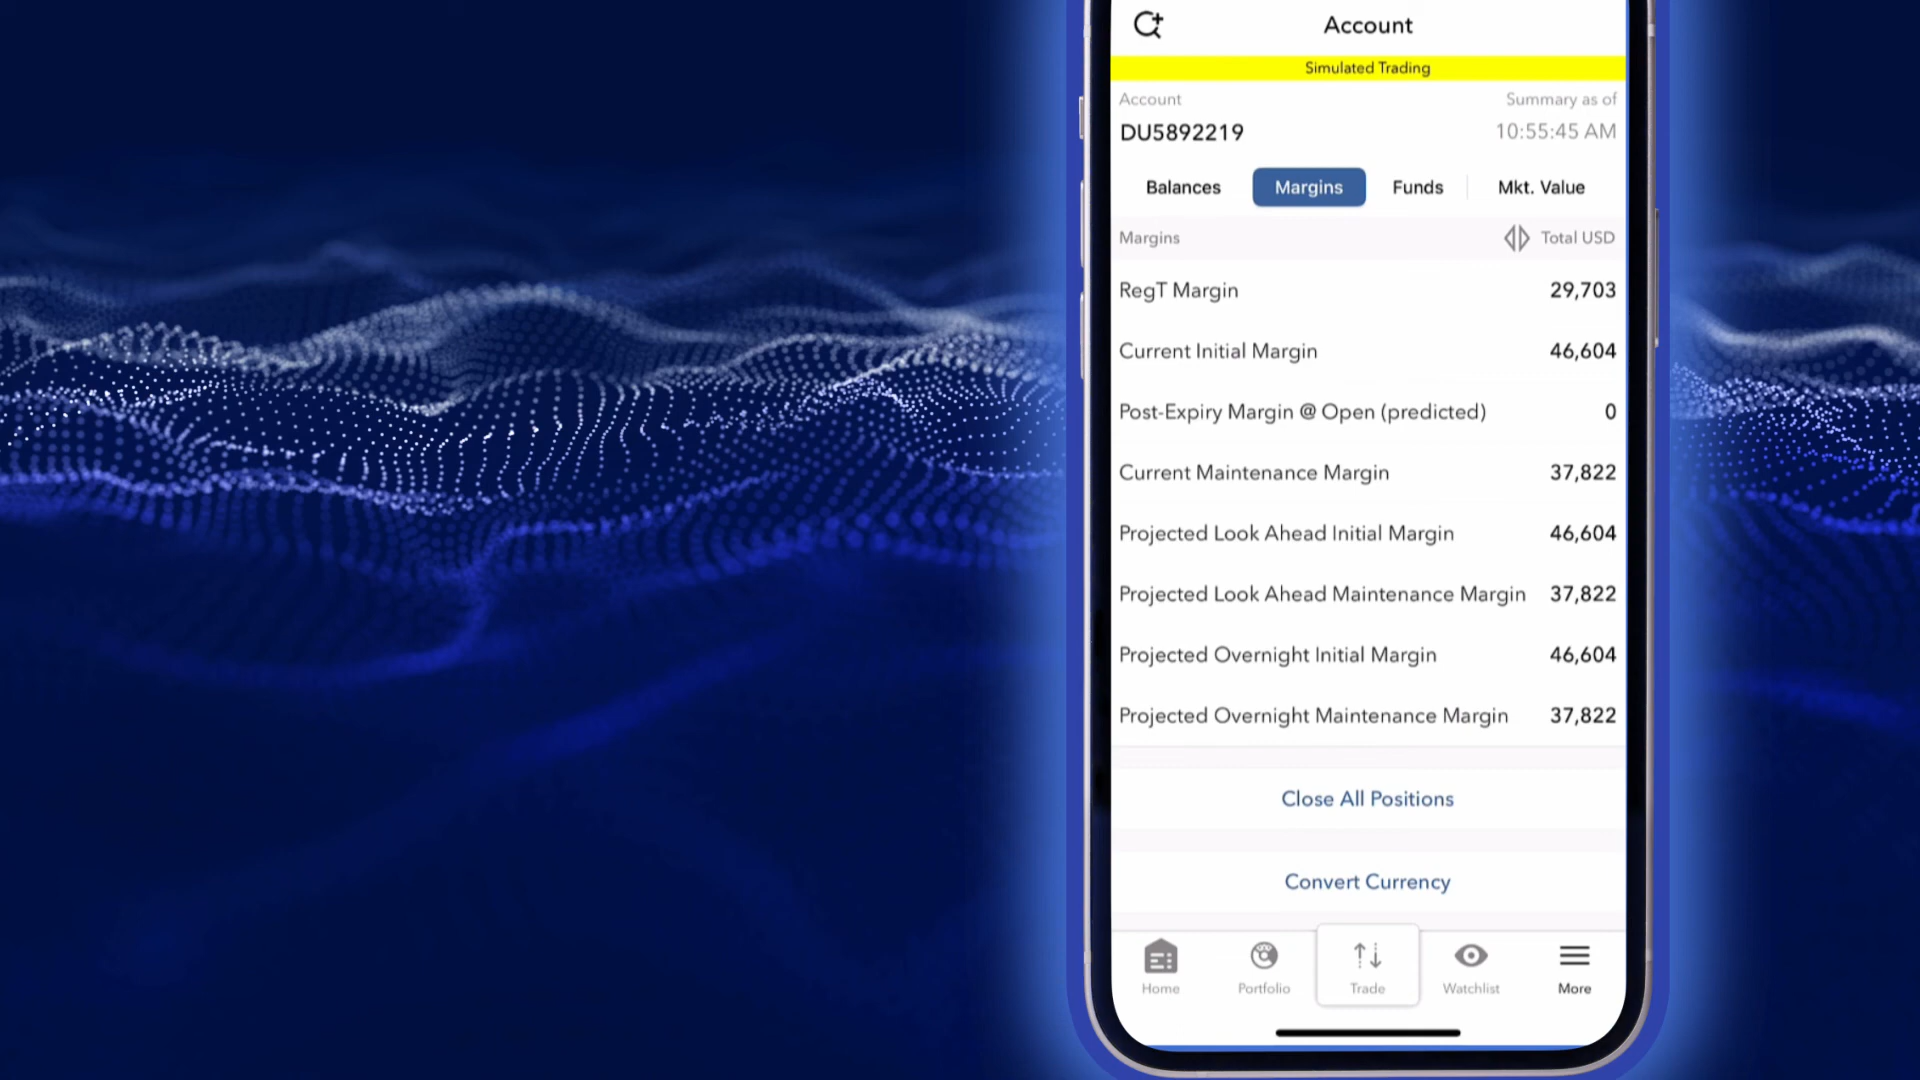 Account
Simulated Trading
Account Summary as of
DU5892219 10:55:45 AM
Balances Margins Funds Mkt. Value
Margins Total USD
RegT Margin 29,703
Current Initial Margin 46,604
Post-Expiry Margin @ Open (predicted) 0
Current Maintenance Margin 37,822
Projected Look Ahead Initial Margin 46,604
Projected Look Ahead Maintenance Margin 37,822
Projected Overnight Initial Margin 46,604
Projected Overnight Maintenance Margin 37,822
Close All Positions
Convert Currency
Home Portfolio Trade Watchlist More